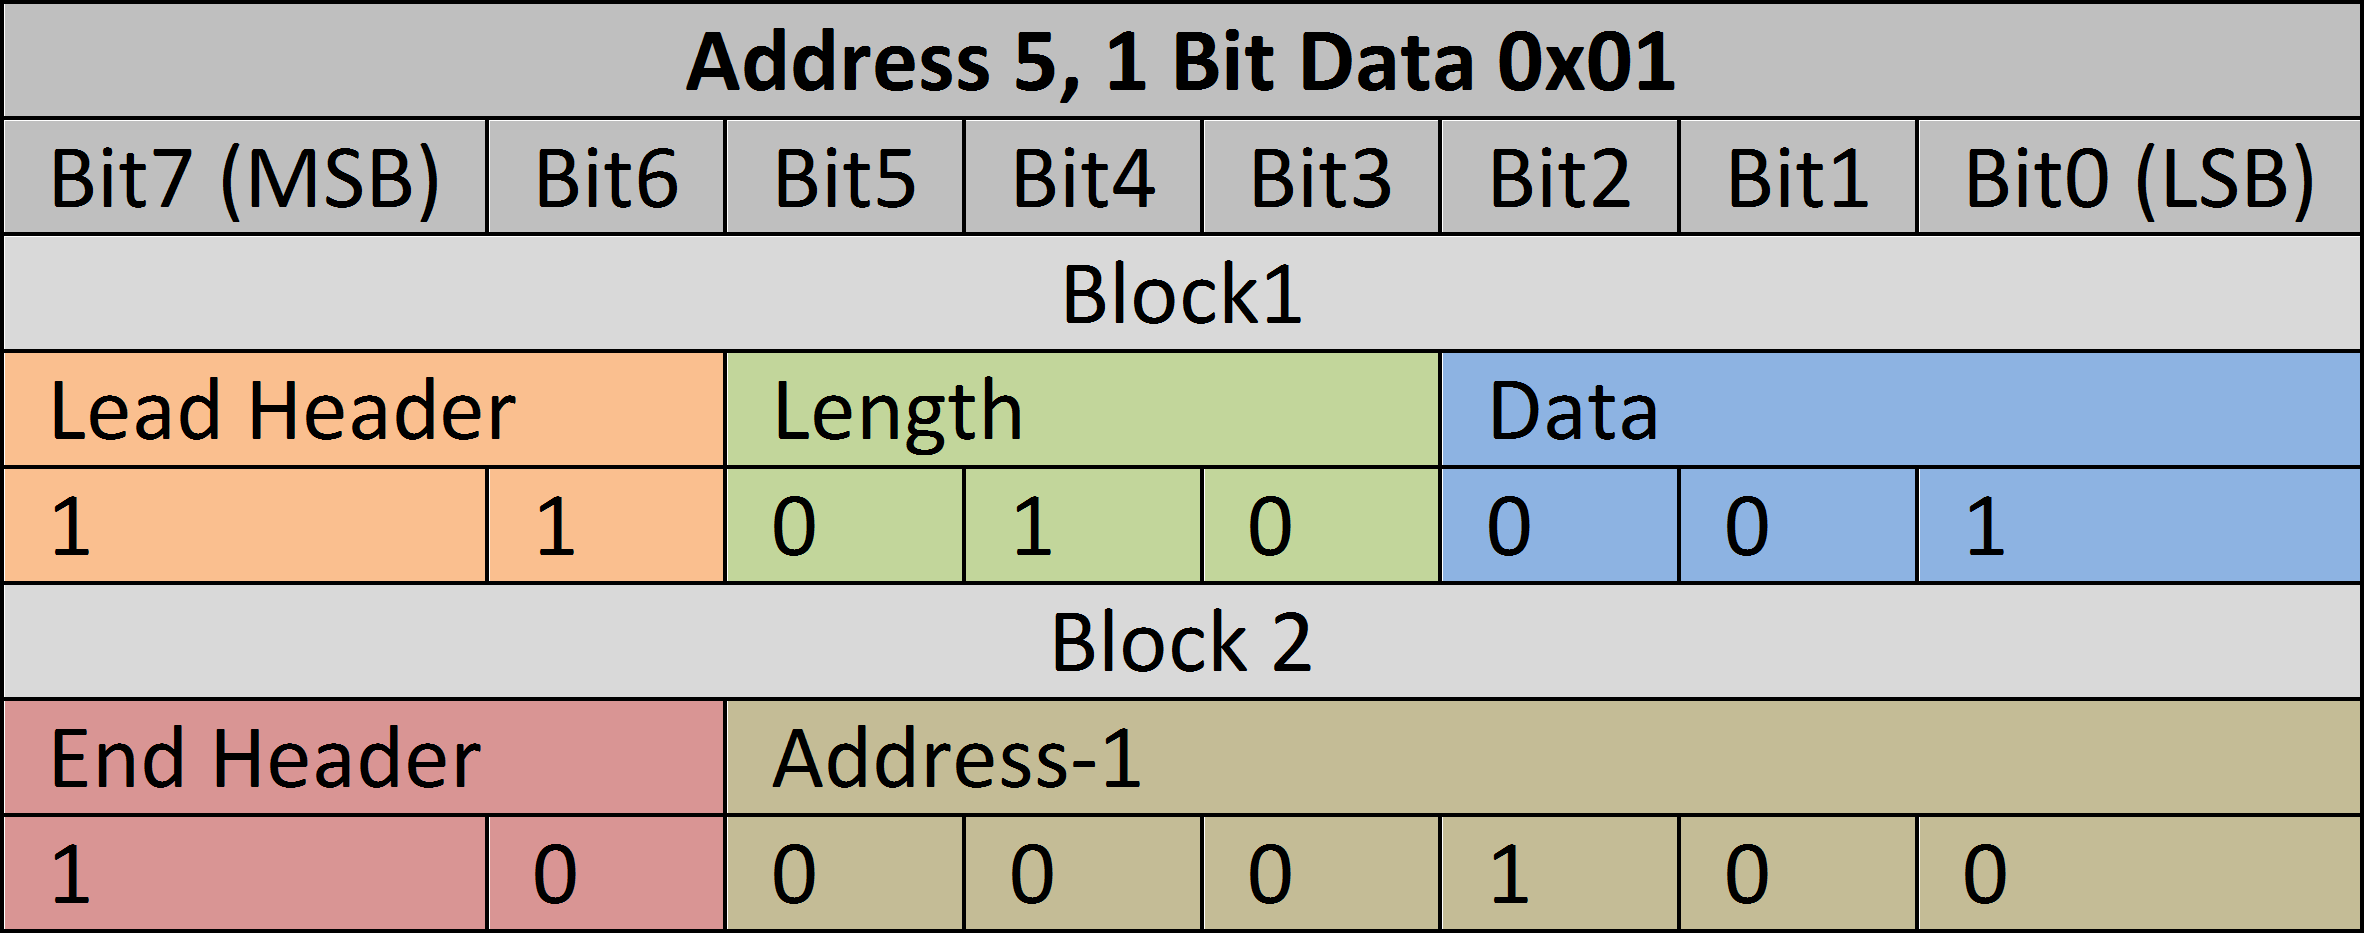 Address 5, 1 Bit Data 0x01
Bit7 (MSB) Bit6 Bit5 Bit4 Bit3 Bit2 Bit1 Bit0 (LSB)
Block1
Lead Header Length Data
1 1 0 1 0 0 0 1
Block 2
End Header Address-1
1 0 0 0 0 1 0 0